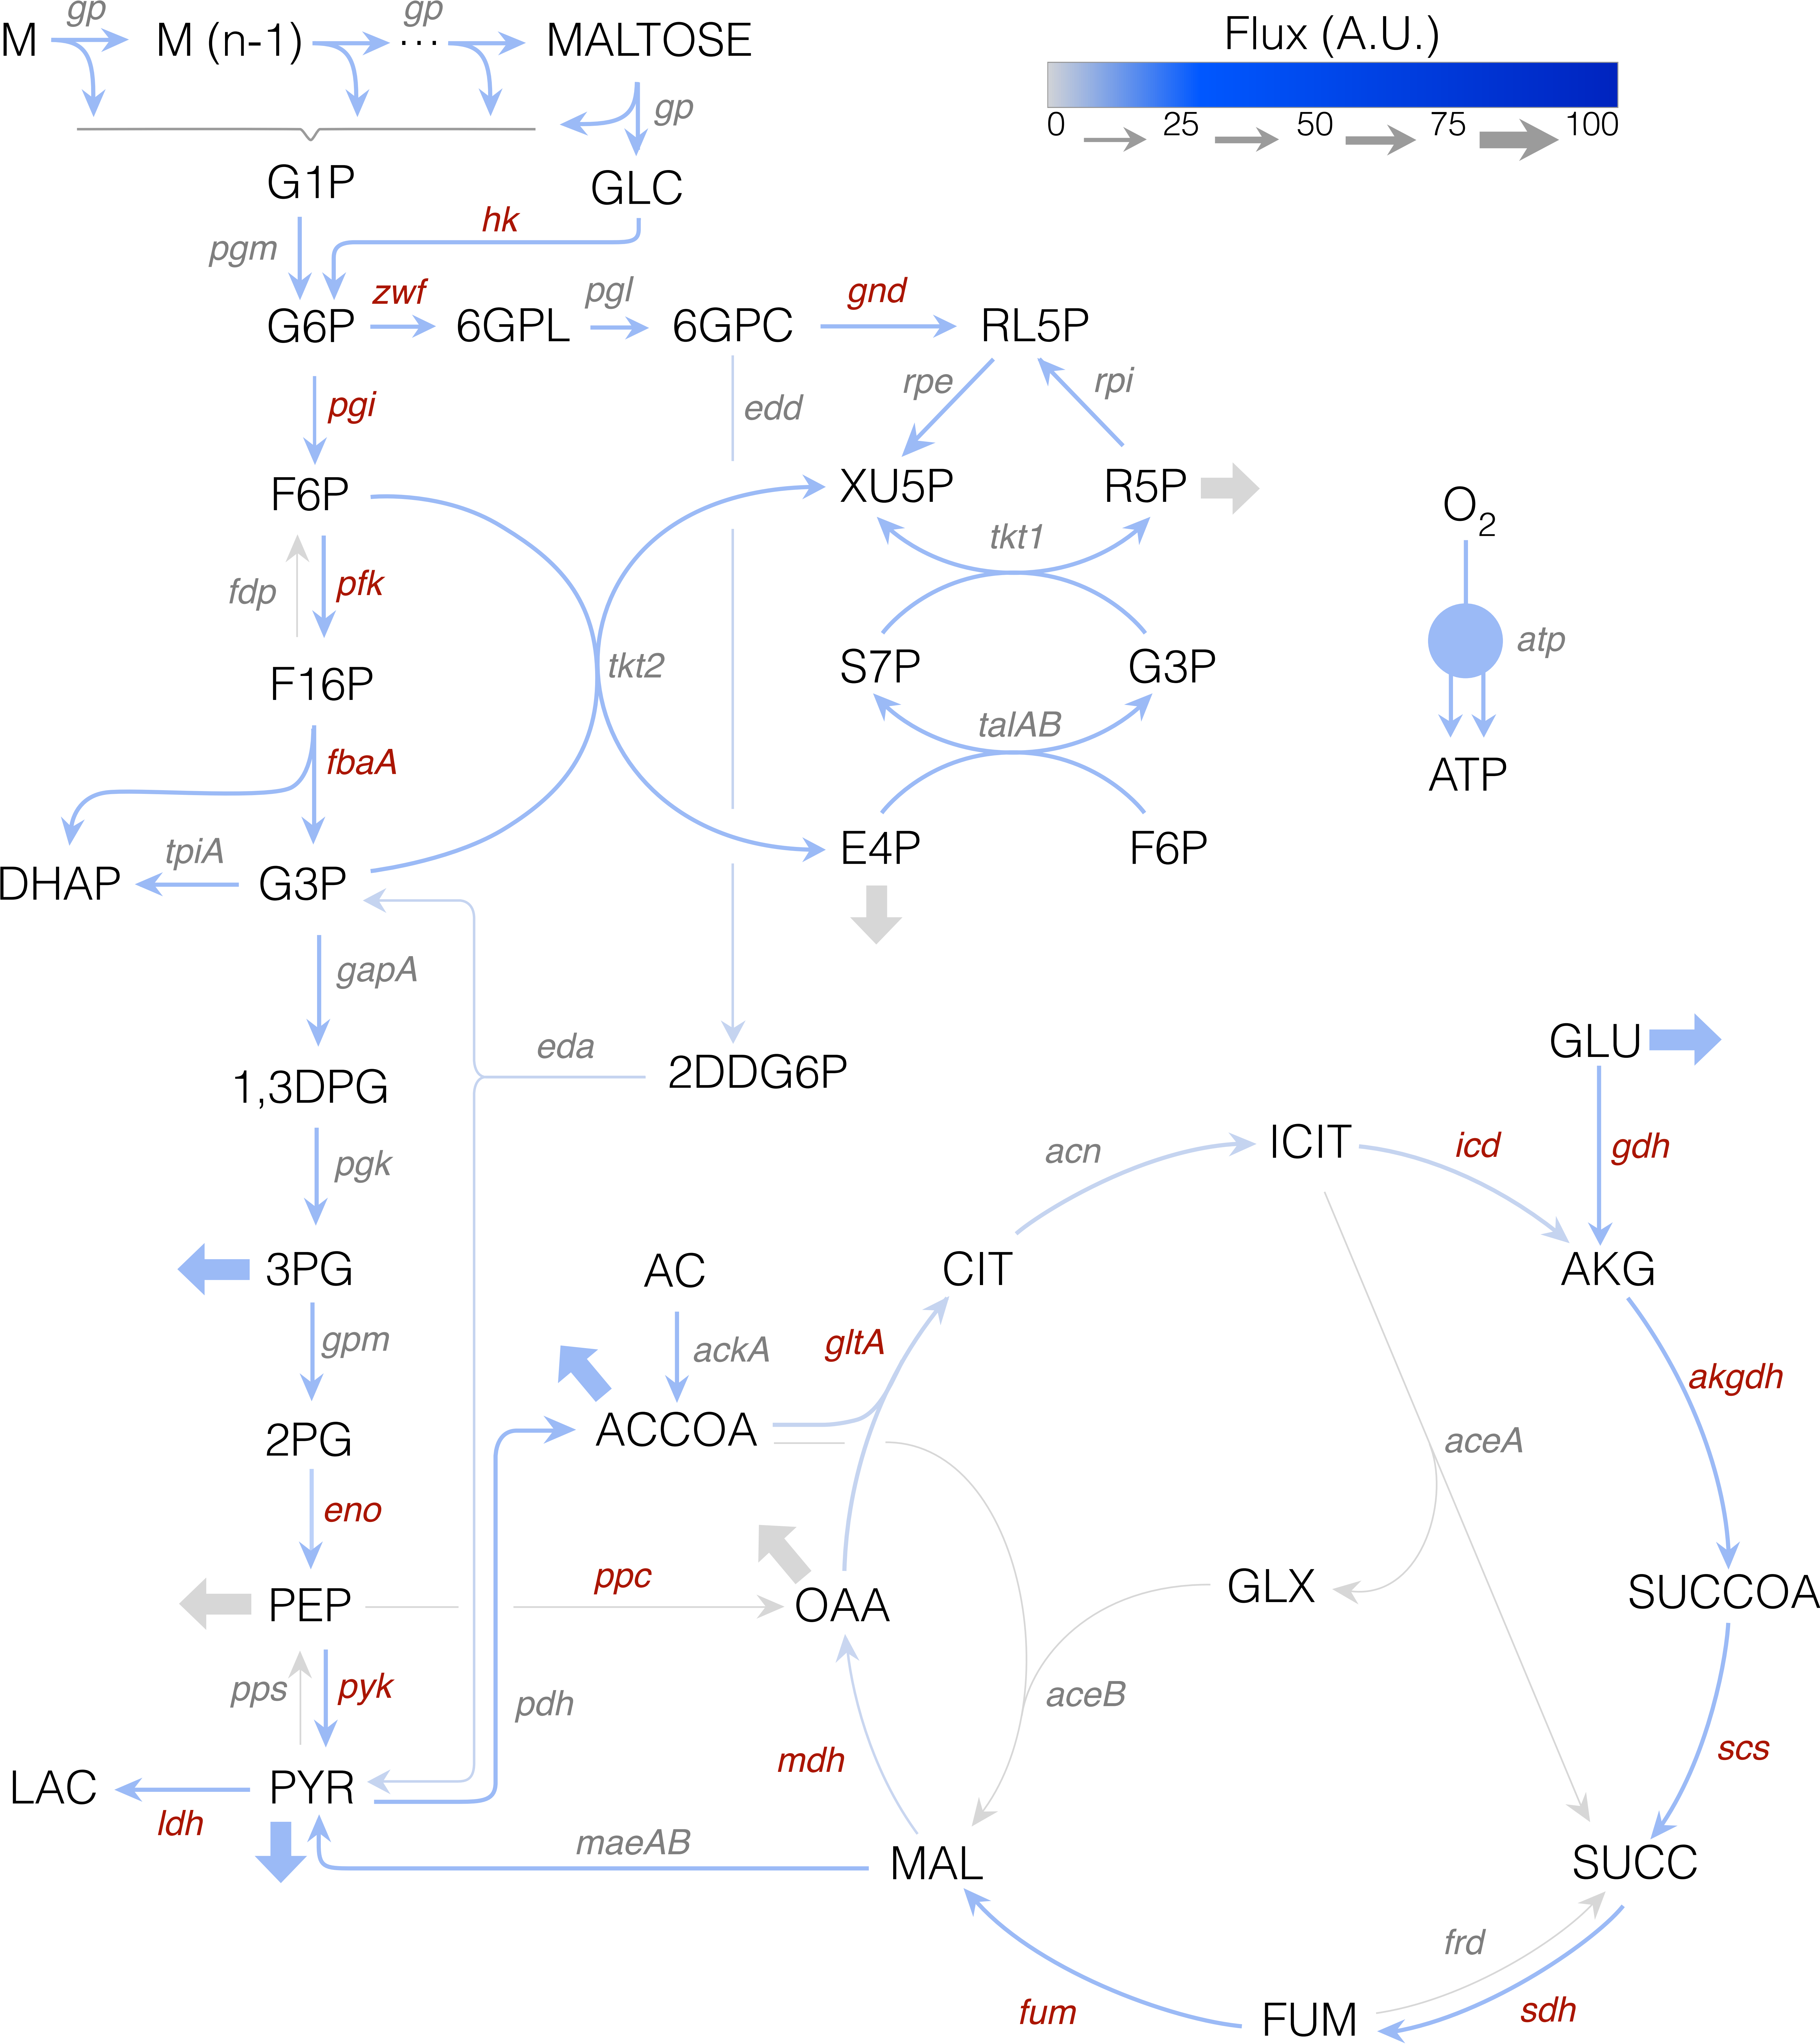 gp
gp
Flux (A.U.)
M
M (n-1)
...
MALTOSE
gp
0
25
50
75
100
G1P
GLC
hk
pgm
zwf
pgl
gnd
G6P
6GPL
6GPC
RL5P
pgi
edd
rpe
rpi
F6P
XU5P
R5P
O2
tkt1
fdp
pfk
atp
tkt2
S7P
G3P
F16P
talAB
fbaA
ATP
tpiA
E4P
F6P
DHAP
G3P
gapA
GLU
eda
2DDG6P
1,3DPG
acn
ICIT
icd
gdh
pgk
3PG
AC
CIT
AKG
gpm
ackA
gltA
akgdh
2PG
ACCOA
aceA
eno
ppc
GLX
SUCCOA
PEP
OAA
pps
pyk
pdh
aceB
mdh
scs
LAC
PYR
ldh
maeAB
MAL
SUCC
frd
fum
FUM
sdh